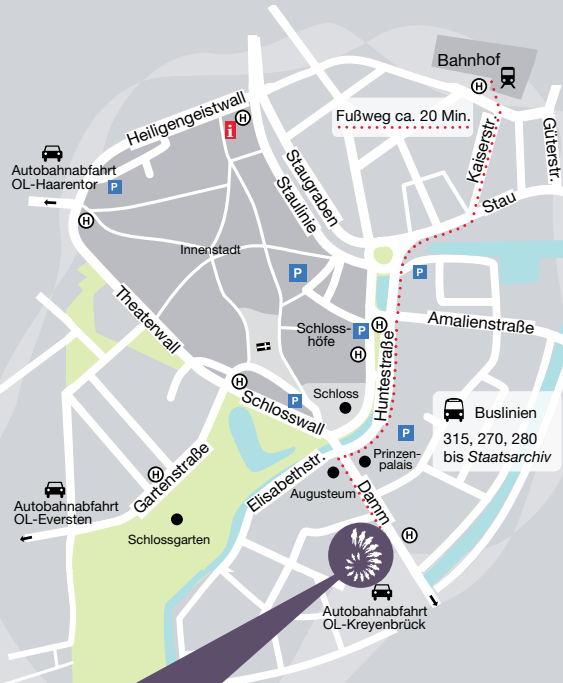 Bahnhof
H
Fußweg ca. 20 Min.
Heiligengeistwall
i
H
Kaiserstr.
Güterstr.
Autobahnabfahrt
OL-Haarentor
P
Staugraben
Staulinie
Stau
H
Innenstadt
P
P
Theaterwall
Schloss-
höfe
P
H
H
Amalienstraße
Huntestraße
H
Schloss
P
Schlosswall
Buslinien
315, 270, 280
bis Staatsarchiv
P
Prinzen-
palais
Elisabethstr.
Augusteum
Damm
H
Gartenstraße
Autobahnabfahrt
OL-Eversten
Schlossgarten
H
Autobahnabfahrt
OL-Kreyenbrück